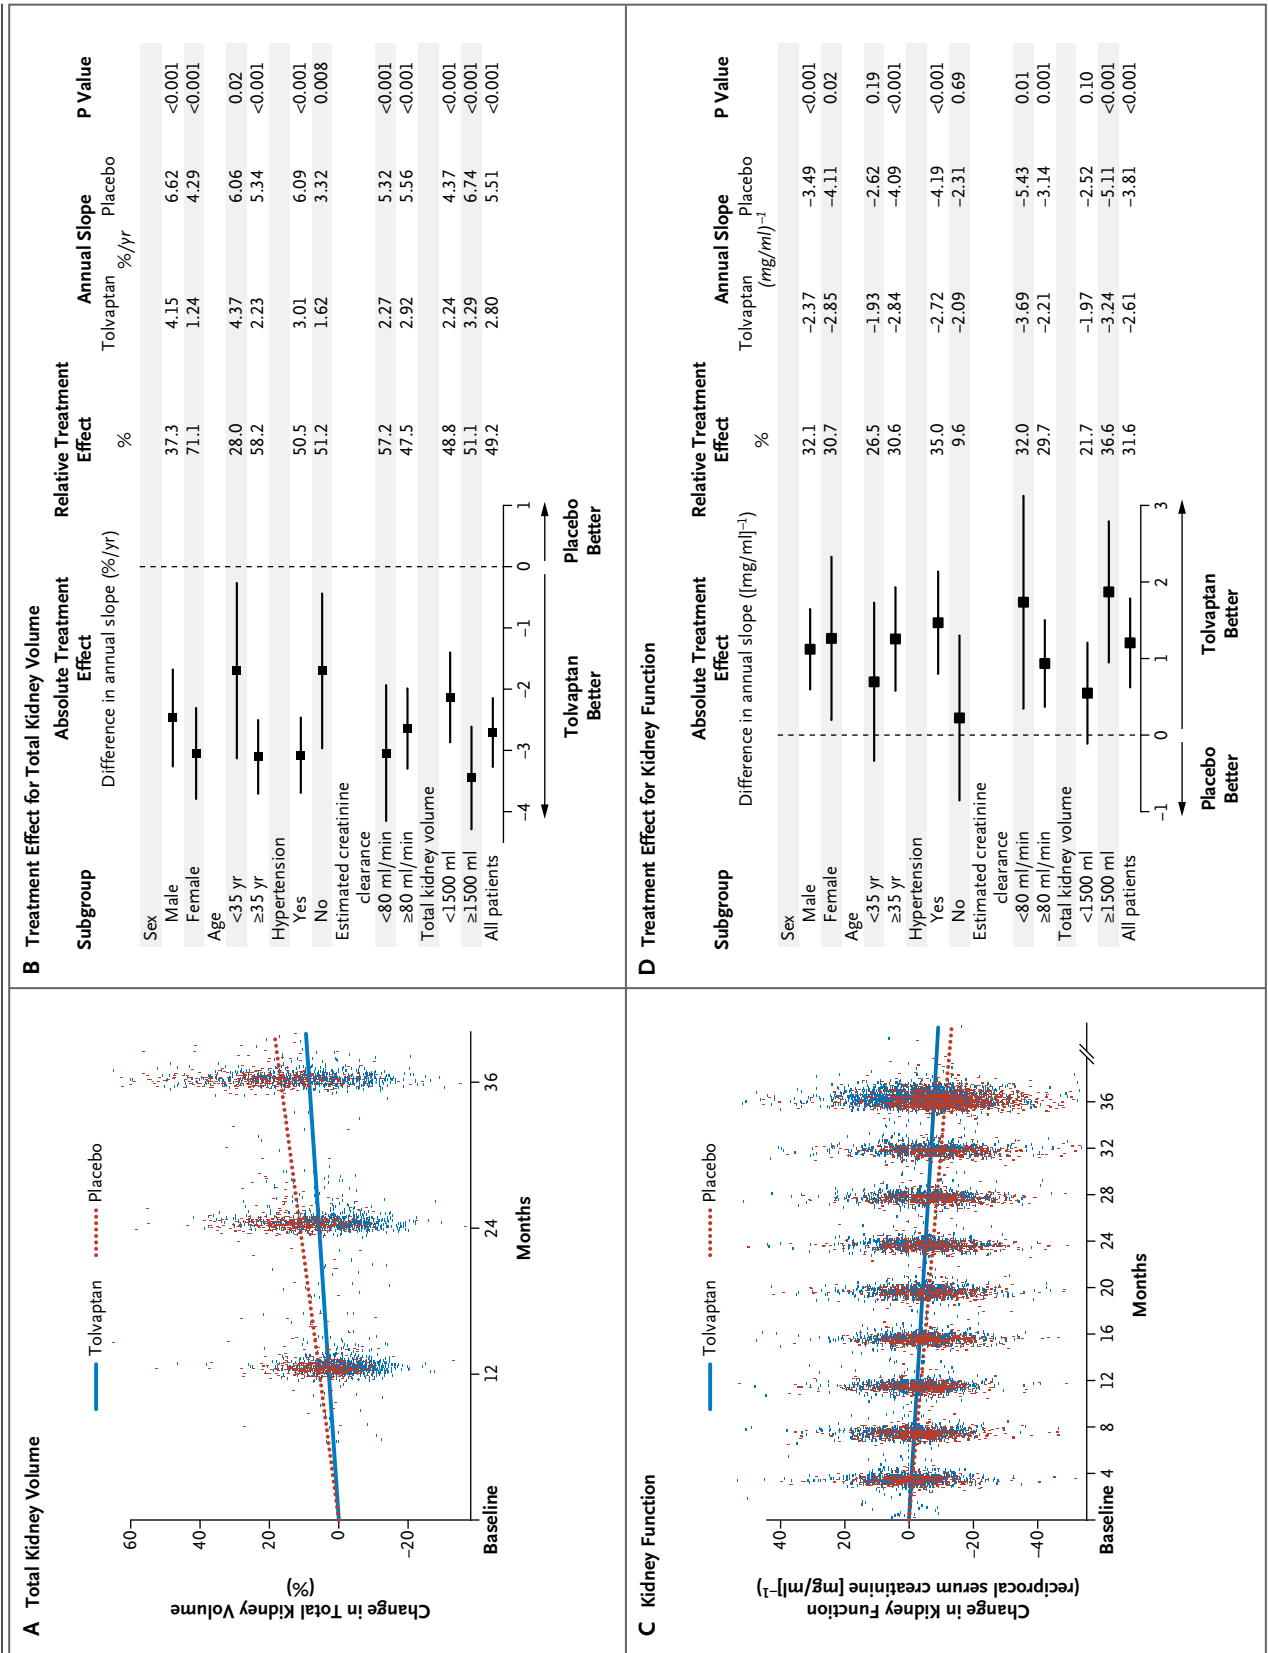 A Total Kidney Volume
Tolvaptan
Placebo
Change in Total Kidney Volume
(%)
60
40
20
0
−20
Baseline
12
24
36
Months
B Treatment Effect for Total Kidney Volume
Subgroup Absolute Treatment Effect Relative Treatment Effect Annual Slope P Value
Difference in annual slope (%/yr) % Tolvaptan Placebo
%/yr
Sex
Male 37.3 4.15 6.62 <0.001
Female 71.1 1.24 4.29 <0.001
Age
<35 yr 28.0 4.37 6.06 0.02
≥35 yr 58.2 2.23 5.34 <0.001
Hypertension
Yes 50.5 3.01 6.09 <0.001
No 51.2 1.62 3.32 0.008
Estimated creatinine
clearance
<80 ml/min 57.2 2.27 5.32 <0.001
≥80 ml/min 47.5 2.92 5.56 <0.001
Total kidney volume
<1500 ml 48.8 2.24 4.37 <0.001
≥1500 ml 51.1 3.29 6.74 <0.001
All patients 49.2 2.80 5.51 <0.001
−4 −3 −2 −1 0 1
Tolvaptan Better
Placebo Better
C Kidney Function
Tolvaptan
Placebo
Change in Kidney Function
(reciprocal serum creatinine [mg/ml]−1)
40
20
0
−20
−40
Baseline 4 8 12 16 20 24 28 32 36
Months
D Treatment Effect for Kidney Function
Subgroup Absolute Treatment Effect Relative Treatment Effect Annual Slope P Value
Difference in annual slope ([mg/ml]−1) % Tolvaptan Placebo
(mg/ml)−1
Sex
Male 32.1 −2.37 −3.49 <0.001
Female 30.7 −2.85 −4.11 0.02
Age
<35 yr 26.5 −1.93 −2.62 0.19
≥35 yr 30.6 −2.84 −4.09 <0.001
Hypertension
Yes 35.0 −2.72 −4.19 <0.001
No 9.6 −2.09 −2.31 0.69
Estimated creatinine
clearance
<80 ml/min 32.0 −3.69 −5.43 0.01
≥80 ml/min 29.7 −2.21 −3.14 0.001
Total kidney volume
<1500 ml 21.7 −1.97 −2.52 0.10
≥1500 ml 36.6 −3.24 −5.11 <0.001
All patients 31.6 −2.61 −3.81 <0.001
−1 0 1 2 3
Placebo Better
Tolvaptan Better